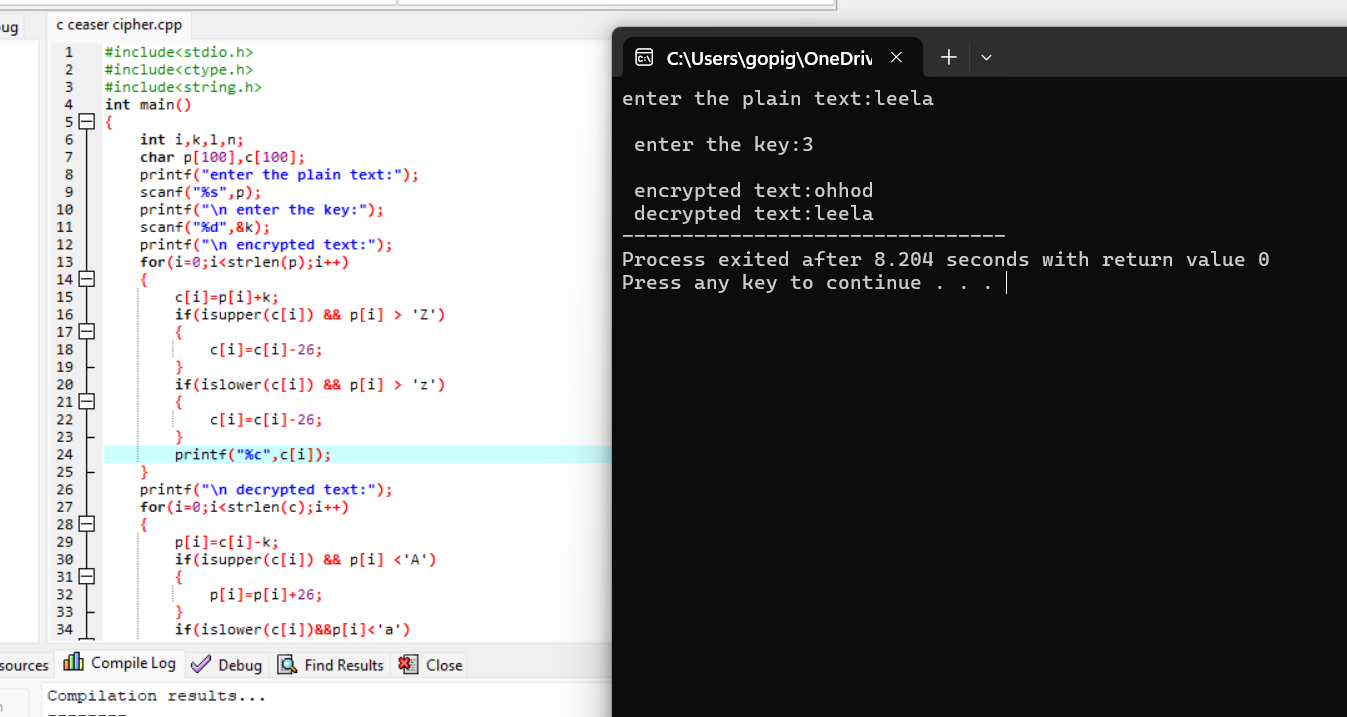 ug
c ceaser cipher.cpp
1 #include<stdio.h>
2 #include<ctype.h>
3 #include<string.h>
4 int main()
5 {
6 int i,k,l,n;
7 char p[100],c[100];
8 printf("enter the plain text:");
9 scanf("%s",p);
10 printf("\n enter the key:");
11 scanf("%d",&k);
12 printf("\n encrypted text:");
13 for(i=0;i<strlen(p);i++)
14 {
15 c[i]=p[i]+k;
16 if(isupper(c[i]) && p[i] > 'Z')
17 {
18 c[i]=c[i]-26;
19 }
20 if(islower(c[i]) && p[i] > 'z')
21 {
22 c[i]=c[i]-26;
23 }
24 printf("%c",c[i]);
25 }
26 printf("\n decrypted text:");
27 for(i=0;i<strlen(c);i++)
28 {
29 p[i]=c[i]-k;
30 if(isupper(c[i]) && p[i] <'A')
31 {
32 p[i]=p[i]+26;
33 }
34 if(islower(c[i])&&p[i]<'a')
sources Compile Log Debug Find Results Close
Compilation results...
--------
C:\Users\gopig\OneDriv
enter the plain text:leela
enter the key:3
encrypted text:ohhod
decrypted text:leela
--------------------------------
Process exited after 8.204 seconds with return value 0
Press any key to continue . . .